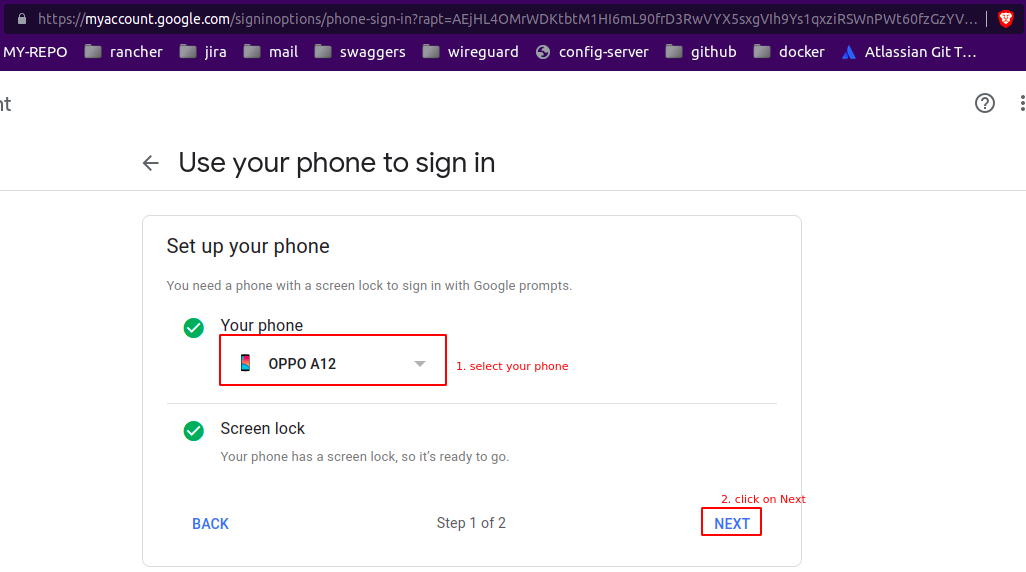 https://myaccount.google.com/signinoptions/phone-sign-in?rapt=AEjHL4OMrWDKtbtM1HI6mL90frD3RwVYX5sxgVIh9Ys1qxziRSWnPWt60fzGzYV…
MY-REPO rancher jira mail swaggers wireguard config-server github docker Atlassian Git T…
nt
Use your phone to sign in
Set up your phone
You need a phone with a screen lock to sign in with Google prompts.
Your phone
OPPO A12
1. select your phone
Screen lock
Your phone has a screen lock, so it's ready to go.
2. click on Next
BACK Step 1 of 2 NEXT